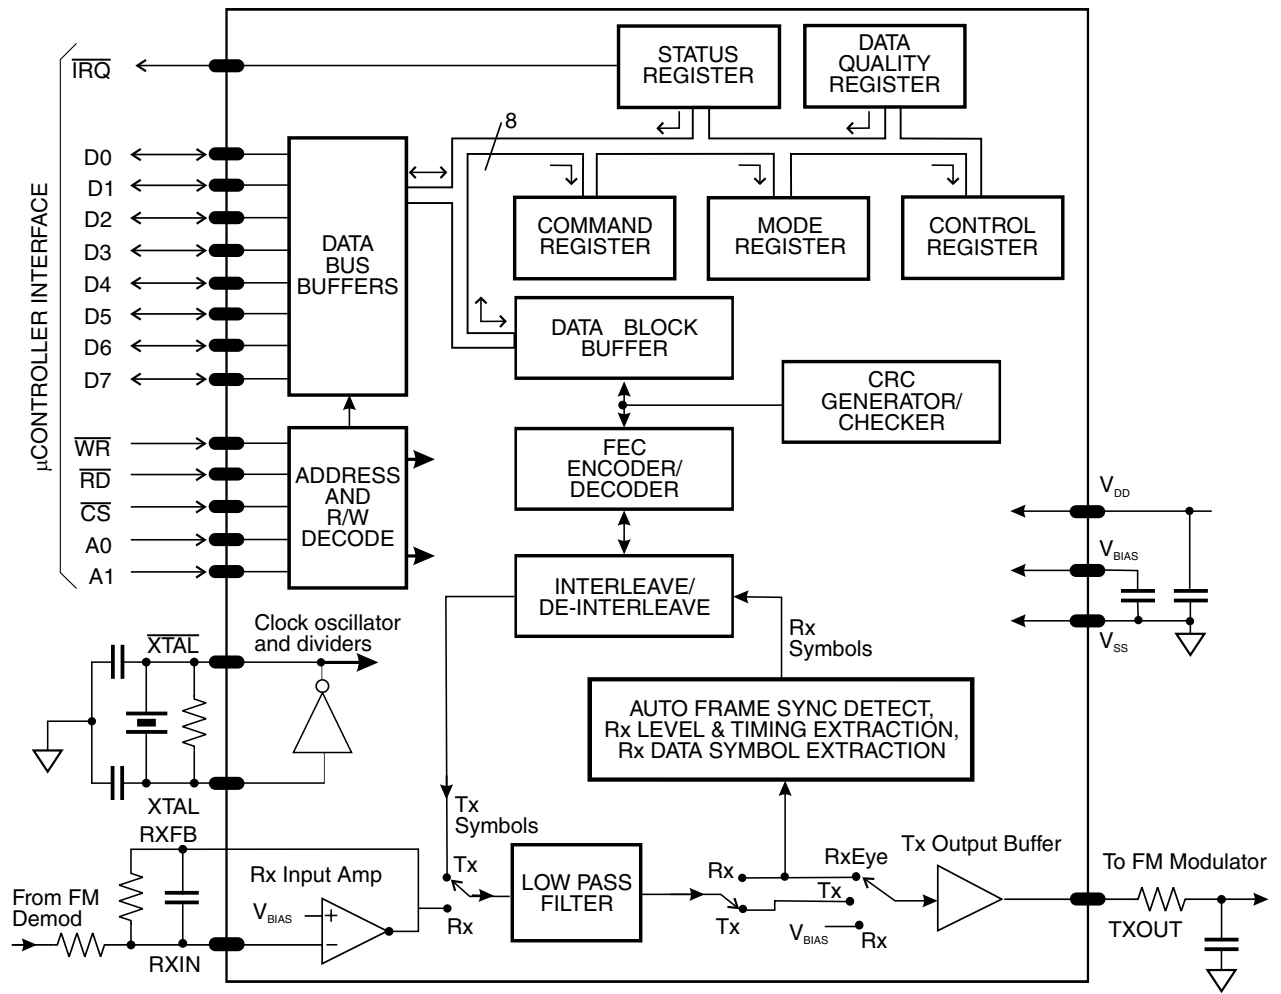 STATUS
REGISTER
DATA
QUALITY
REGISTER
IRQ
8
D0
D1
D2
D3
D4
D5
D6
D7
µCONTROLLER INTERFACE
DATA
BUS
BUFFERS
COMMAND
REGISTER
MODE
REGISTER
CONTROL
REGISTER
DATA BLOCK
BUFFER
CRC
GENERATOR/
CHECKER
WR
RD
CS
A0
A1
ADDRESS
AND
R/W
DECODE
FEC
ENCODER/
DECODER
VDD
VBIAS
VSS
INTERLEAVE/
DE-INTERLEAVE
Rx
Symbols
XTAL
Clock oscillator
and dividers
AUTO FRAME SYNC DETECT,
Rx LEVEL & TIMING EXTRACTION,
Rx DATA SYMBOL EXTRACTION
XTAL
Tx
Symbols
RXFB
Rx Input Amp
Tx
LOW PASS
FILTER
Rx
RxEye
Tx Output Buffer
To FM Modulator
From FM
Demod
VBIAS
+
−
Rx
Tx
Tx
VBIAS
Rx
TXOUT
RXIN